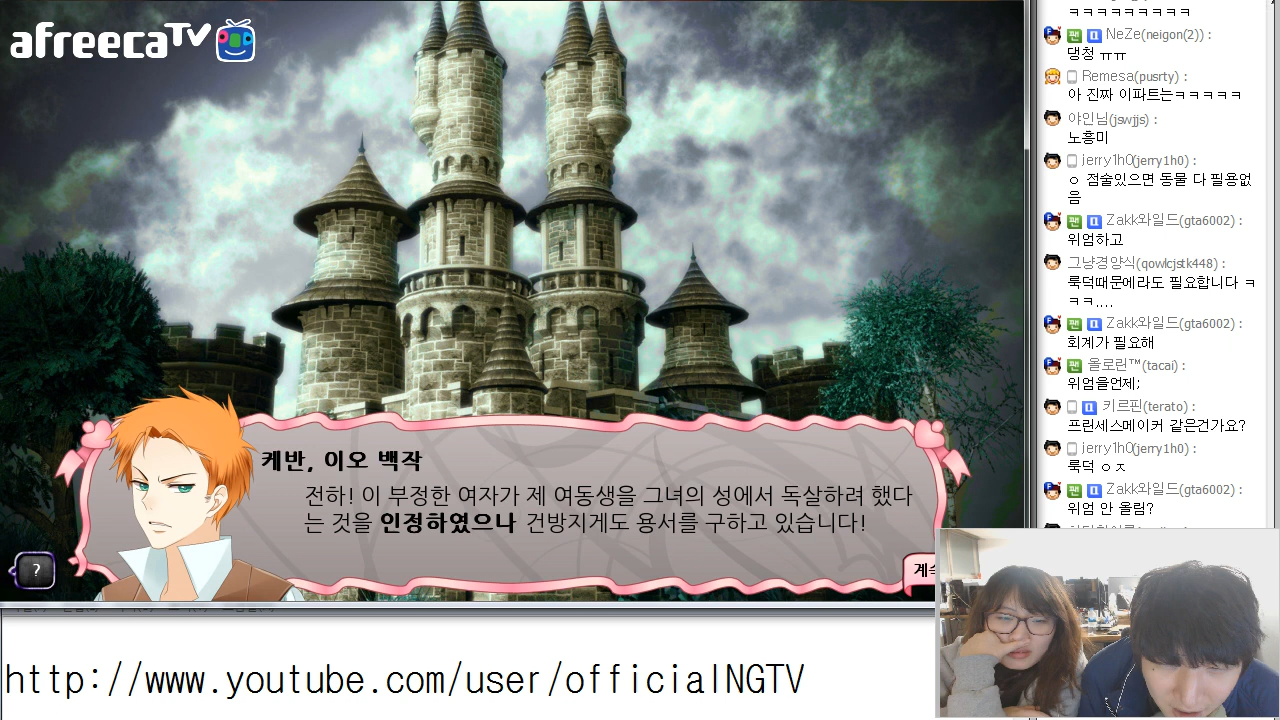 afreecaTV
케반, 이오 백작
전하! 이 부정한 여자가 제 여동생을 그녀의 성에서 독살하려 했다
는 것을 인정하였으나 건방지게도 용서를 구하고 있습니다!
?
http://www.youtube.com/user/officialNGTV
ㅋㅋㅋㅋㅋㅋㅋㅋㅋ
팬 NeZe(neigon(2)) :
댕청 ㅠㅠ
Remesa(pusrty) :
아 진짜 이파트는ㅋㅋㅋㅋㅋ
야인님(jswjjs) :
노흥미
jerry1h0(jerry1h0) :
ㅇ 점술있으면 동물 다 필용없
음
팬 Zakk와일드(gta6002) :
위엄하고
그냥경양식(qowlcjstk448) :
룩덕때문에라도 필요합니다 ㅋ
ㅋㅋ....
팬 Zakk와일드(gta6002) :
회계가 필요해
팬 올로린™(tacai) :
위엄을언제;
키르핀(terato) :
프린세스메이커 같은건가요?
jerry1h0(jerry1h0) :
룩덕 ㅇㅈ
팬 Zakk와일드(gta6002) :
위엄 안 올림?